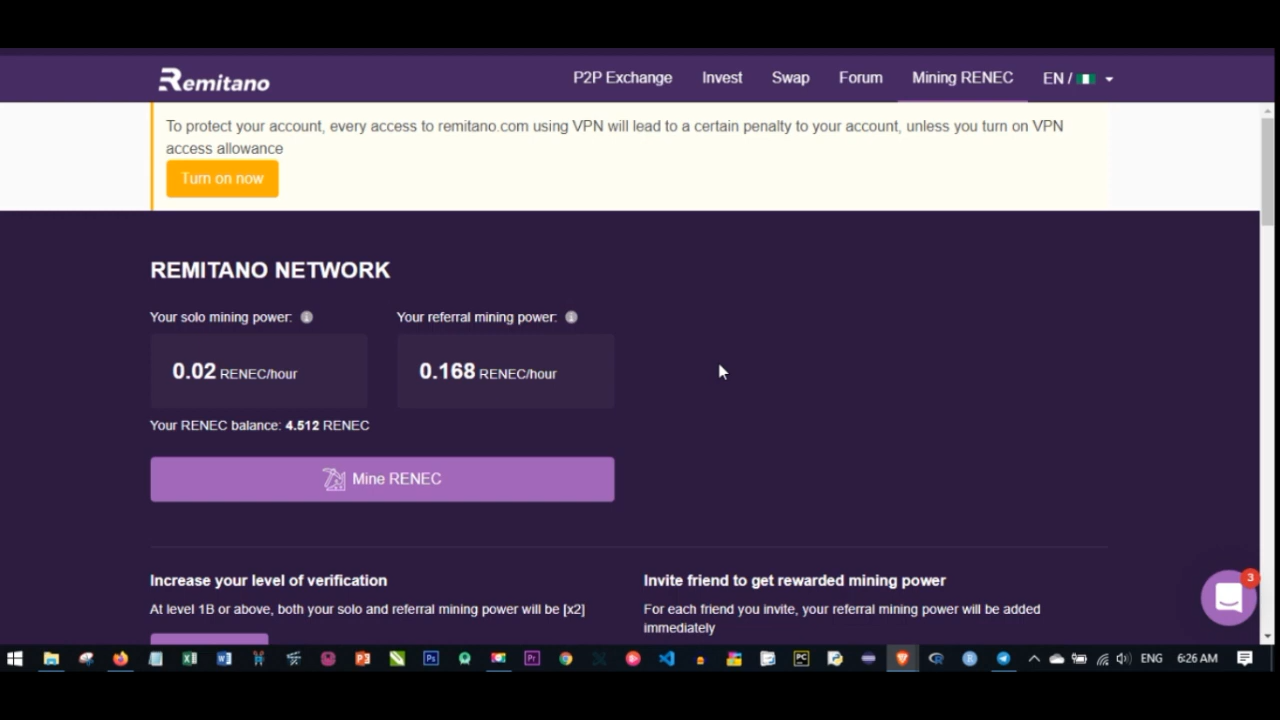 Remitano
P2P Exchange Invest Swap Forum Mining RENEC EN /
To protect your account, every access to remitano.com using VPN will lead to a certain penalty to your account, unless you turn on VPN
access allowance
Turn on now
REMITANO NETWORK
Your solo mining power: Your referral mining power:
0.02 RENEC/hour 0.168 RENEC/hour
Your RENEC balance: 4.512 RENEC
Mine RENEC
Increase your level of verification
At level 1B or above, both your solo and referral mining power will be [x2]
Invite friend to get rewarded mining power
For each friend you invite, your referral mining power will be added
immediately
3
ENG 6:26 AM